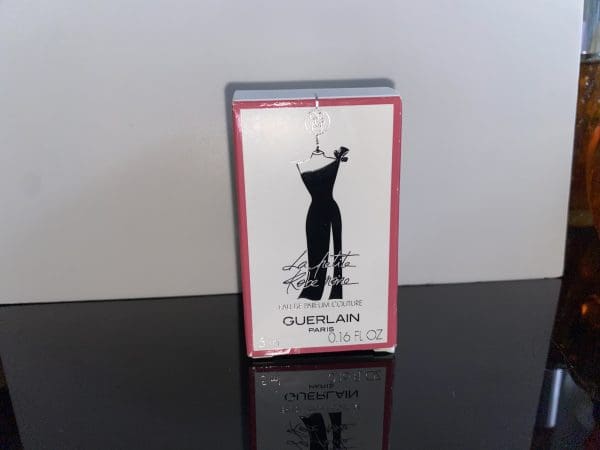 La petite
Robe noire
EAU DE PARFUM COUTURE
GUERLAIN
PARIS
5 ml 0.16 FL OZ